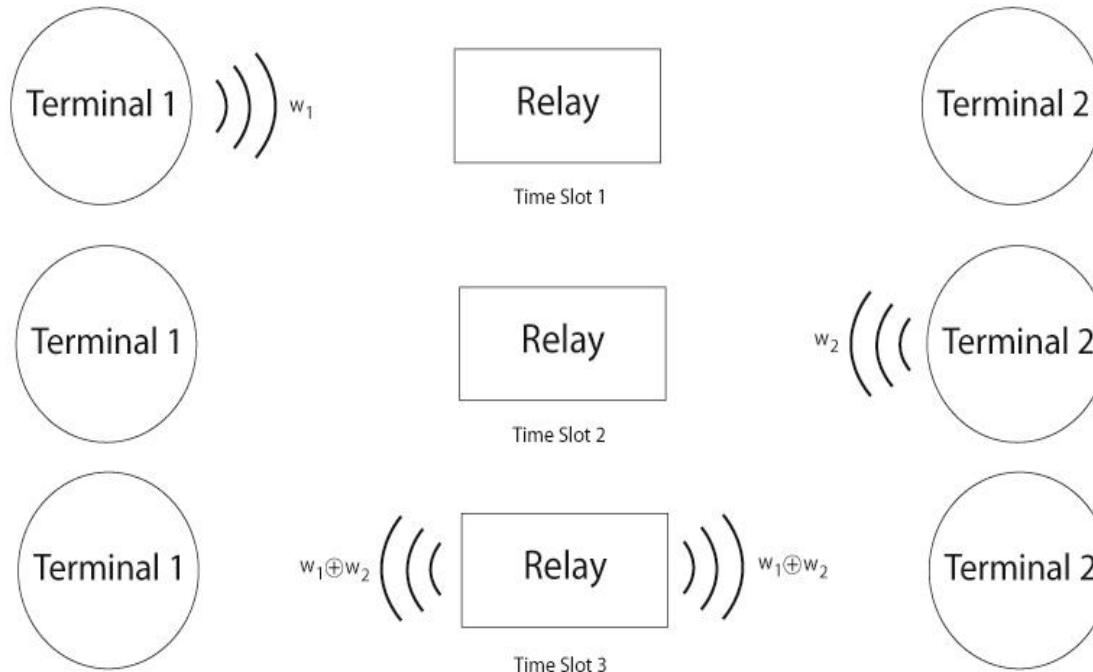 Terminal 1
w₁
Relay
Terminal 2
Time Slot 1
Terminal 1
Relay
w₂
Terminal 2
Time Slot 2
Terminal 1
w₁⊕w₂
Relay
w₁⊕w₂
Terminal 2
Time Slot 3